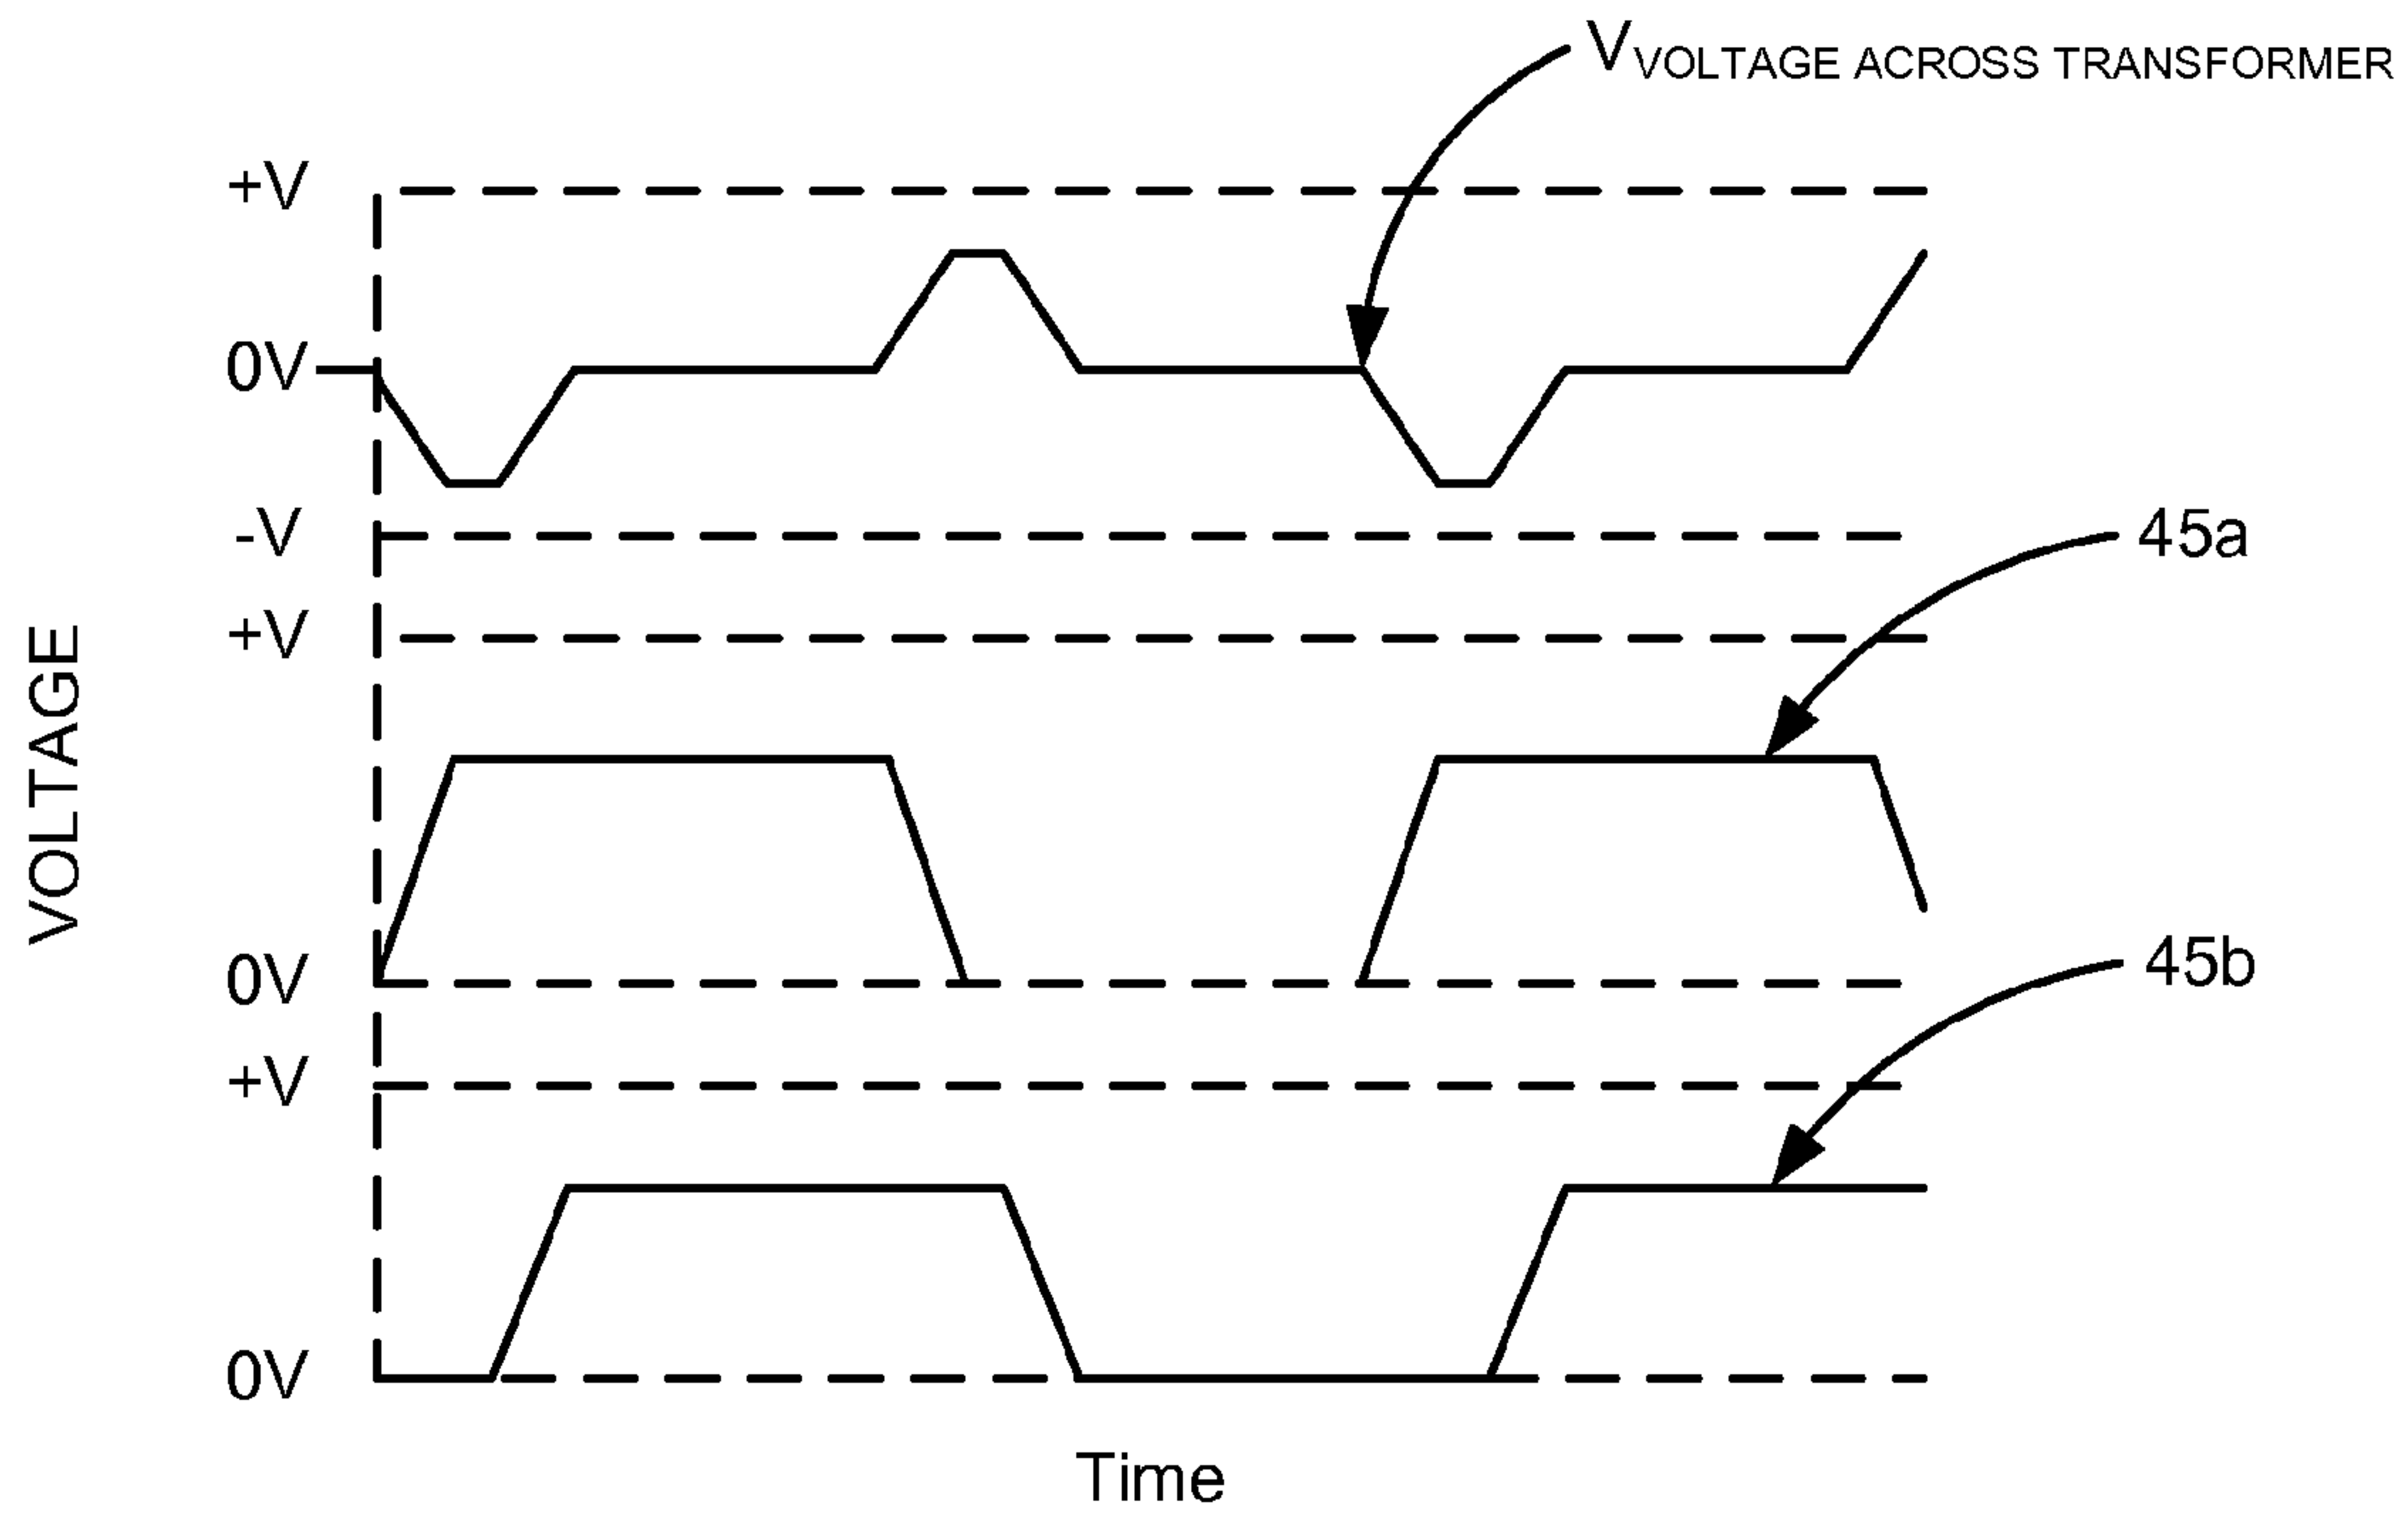 VVOLTAGE ACROSS TRANSFORMER
+V
0V
-V
45a
+V
VOLTAGE
0V
45b
+V
0V
Time